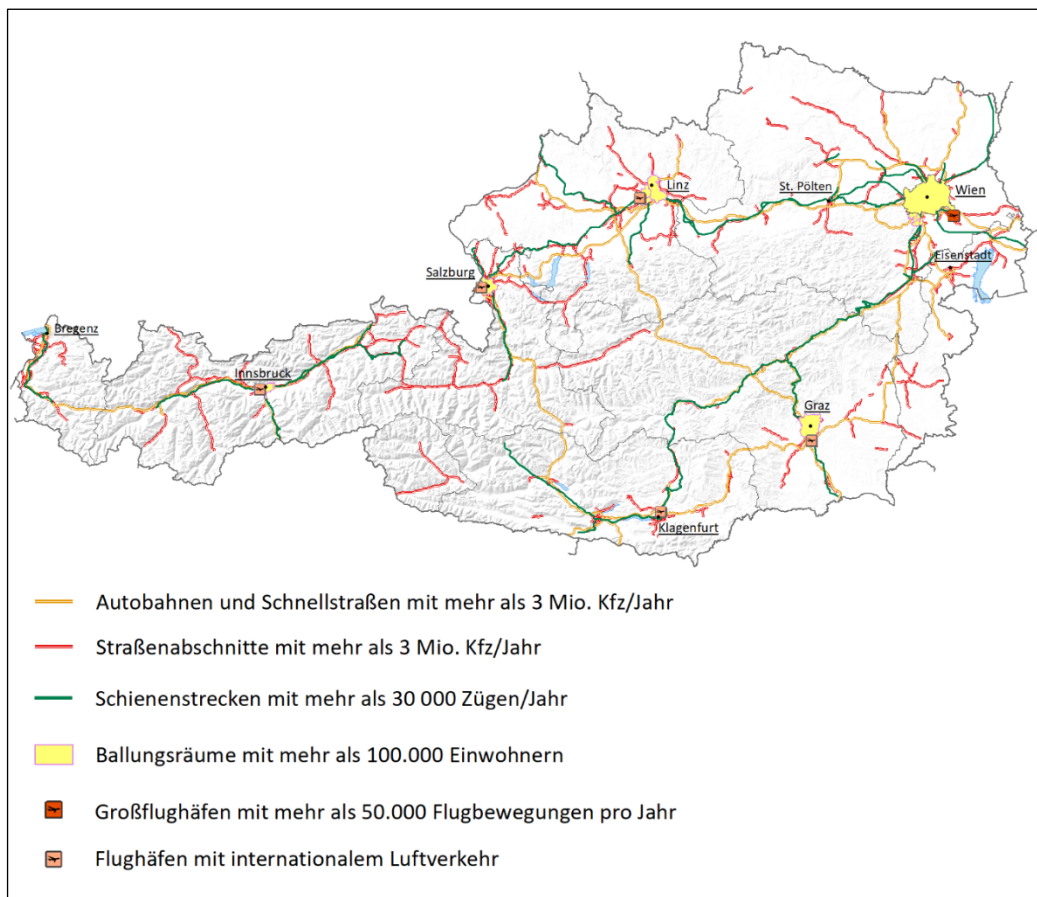 Linz
St. Pölten
Wien
Eisenstadt
Salzburg
Bregenz
Innsbruck
Graz
Klagenfurt
Autobahnen und Schnellstraßen mit mehr als 3 Mio. Kfz/Jahr
Straßenabschnitte mit mehr als 3 Mio. Kfz/Jahr
Schienenstrecken mit mehr als 30 000 Zügen/Jahr
Ballungsräume mit mehr als 100.000 Einwohnern
Großflughäfen mit mehr als 50.000 Flugbewegungen pro Jahr
Flughäfen mit internationalem Luftverkehr